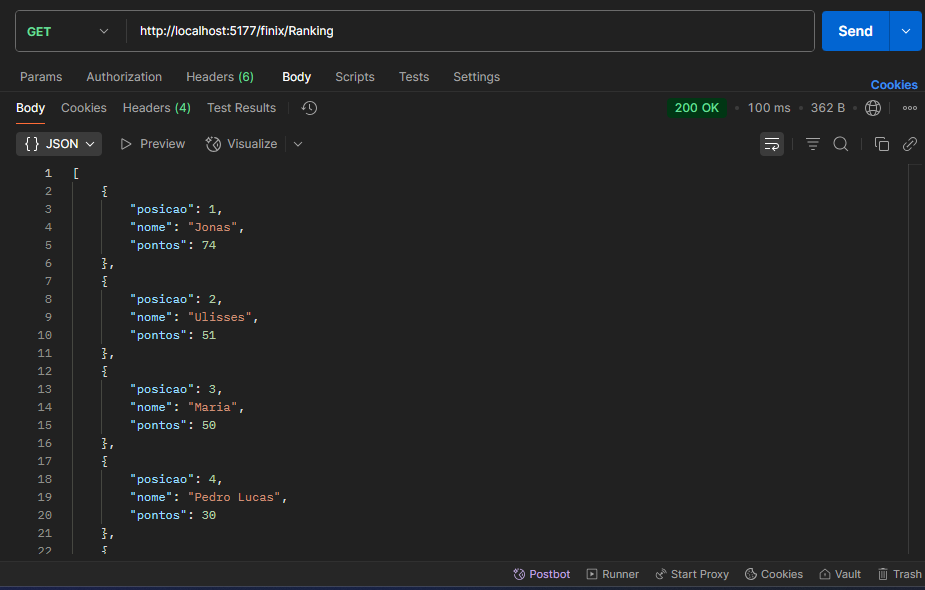 GET http://localhost:5177/finix/Ranking Send
Params Authorization Headers (6) Body Scripts Tests Settings
Cookies
Body Cookies Headers (4) Test Results 200 OK • 100 ms • 362 B •
{} JSON Preview Visualize
1 [
2 {
3 "posicao": 1,
4 "nome": "Jonas",
5 "pontos": 74
6 },
7 {
8 "posicao": 2,
9 "nome": "Ulisses",
10 "pontos": 51
11 },
12 {
13 "posicao": 3,
14 "nome": "Maria",
15 "pontos": 50
16 },
17 {
18 "posicao": 4,
19 "nome": "Pedro Lucas",
20 "pontos": 30
21 },
22 {
Postbot Runner Start Proxy Cookies Vault Trash